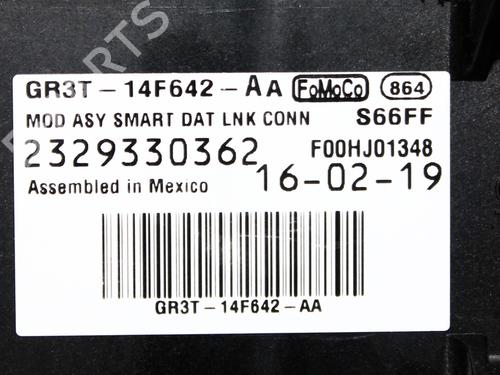 GR3T-14F642-AA FoMoCo 864
MOD ASY SMART DAT LNK CONN S66FF
2329330362 F00HJ01348
Assembled in Mexico 16-02-19
GR3T-14F642-AA